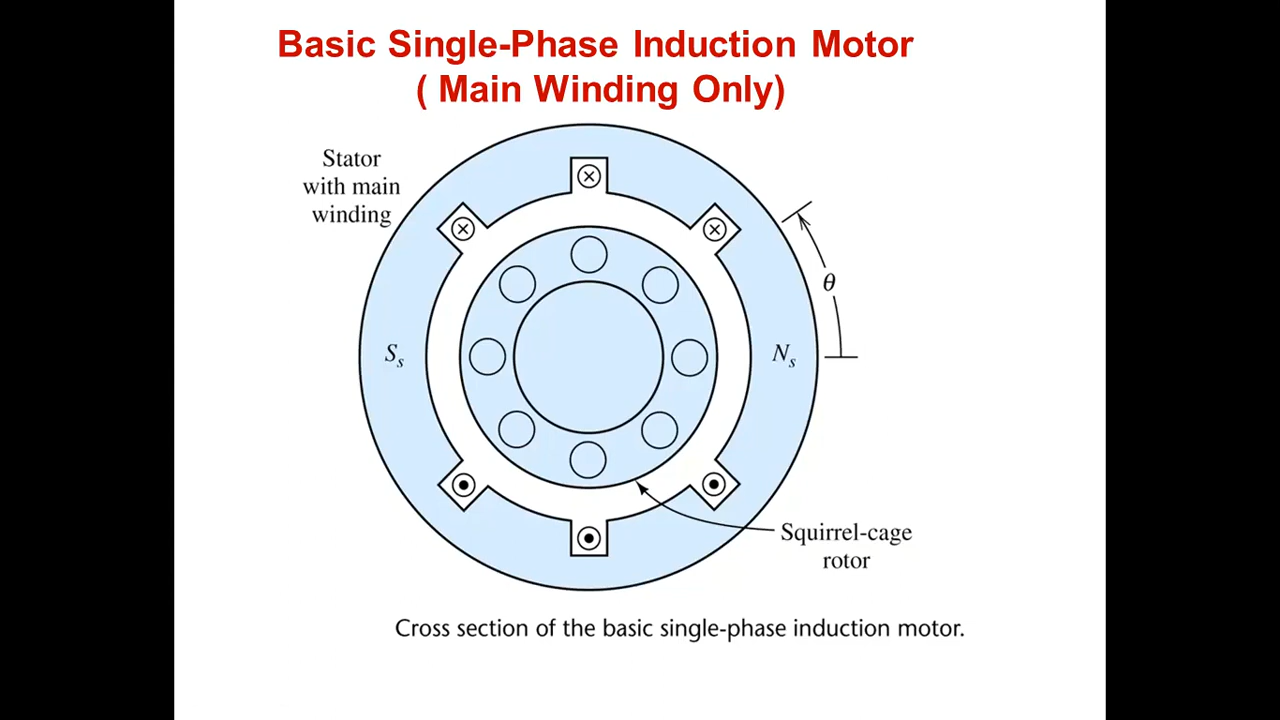 Basic Single-Phase Induction Motor
( Main Winding Only)
Stator
with main
winding
θ
Sₛ
Nₛ
Squirrel-cage
rotor
Cross section of the basic single-phase induction motor.